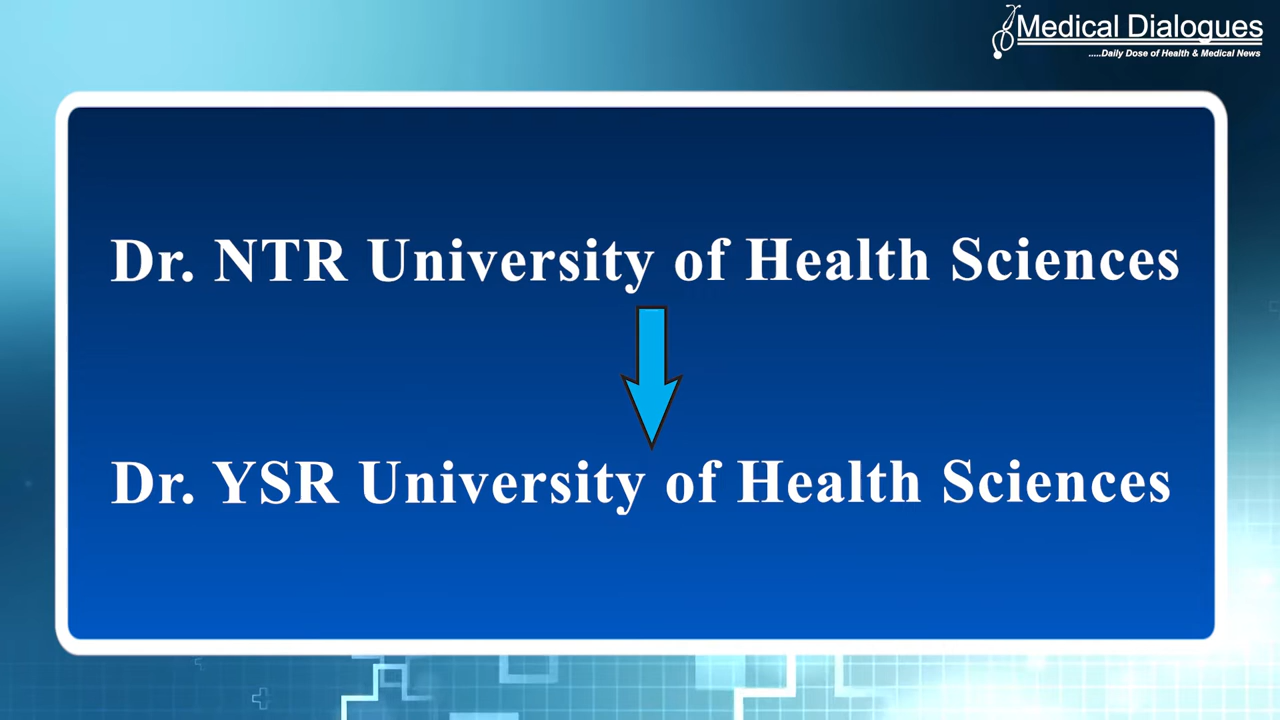 Medical Dialogues
.....Daily Dose of Health & Medical News
Dr. NTR University of Health Sciences
Dr. YSR University of Health Sciences